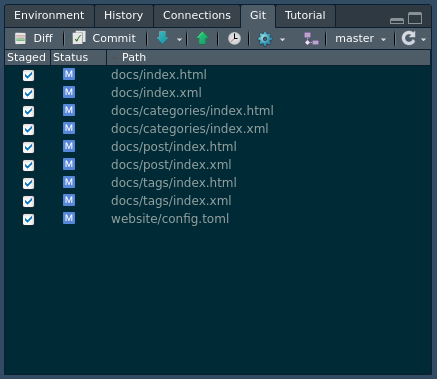 Environment History Connections Git Tutorial
Diff Commit master
Staged Status Path
M docs/index.html
M docs/index.xml
M docs/categories/index.html
M docs/categories/index.xml
M docs/post/index.html
M docs/post/index.xml
M docs/tags/index.html
M docs/tags/index.xml
M website/config.toml